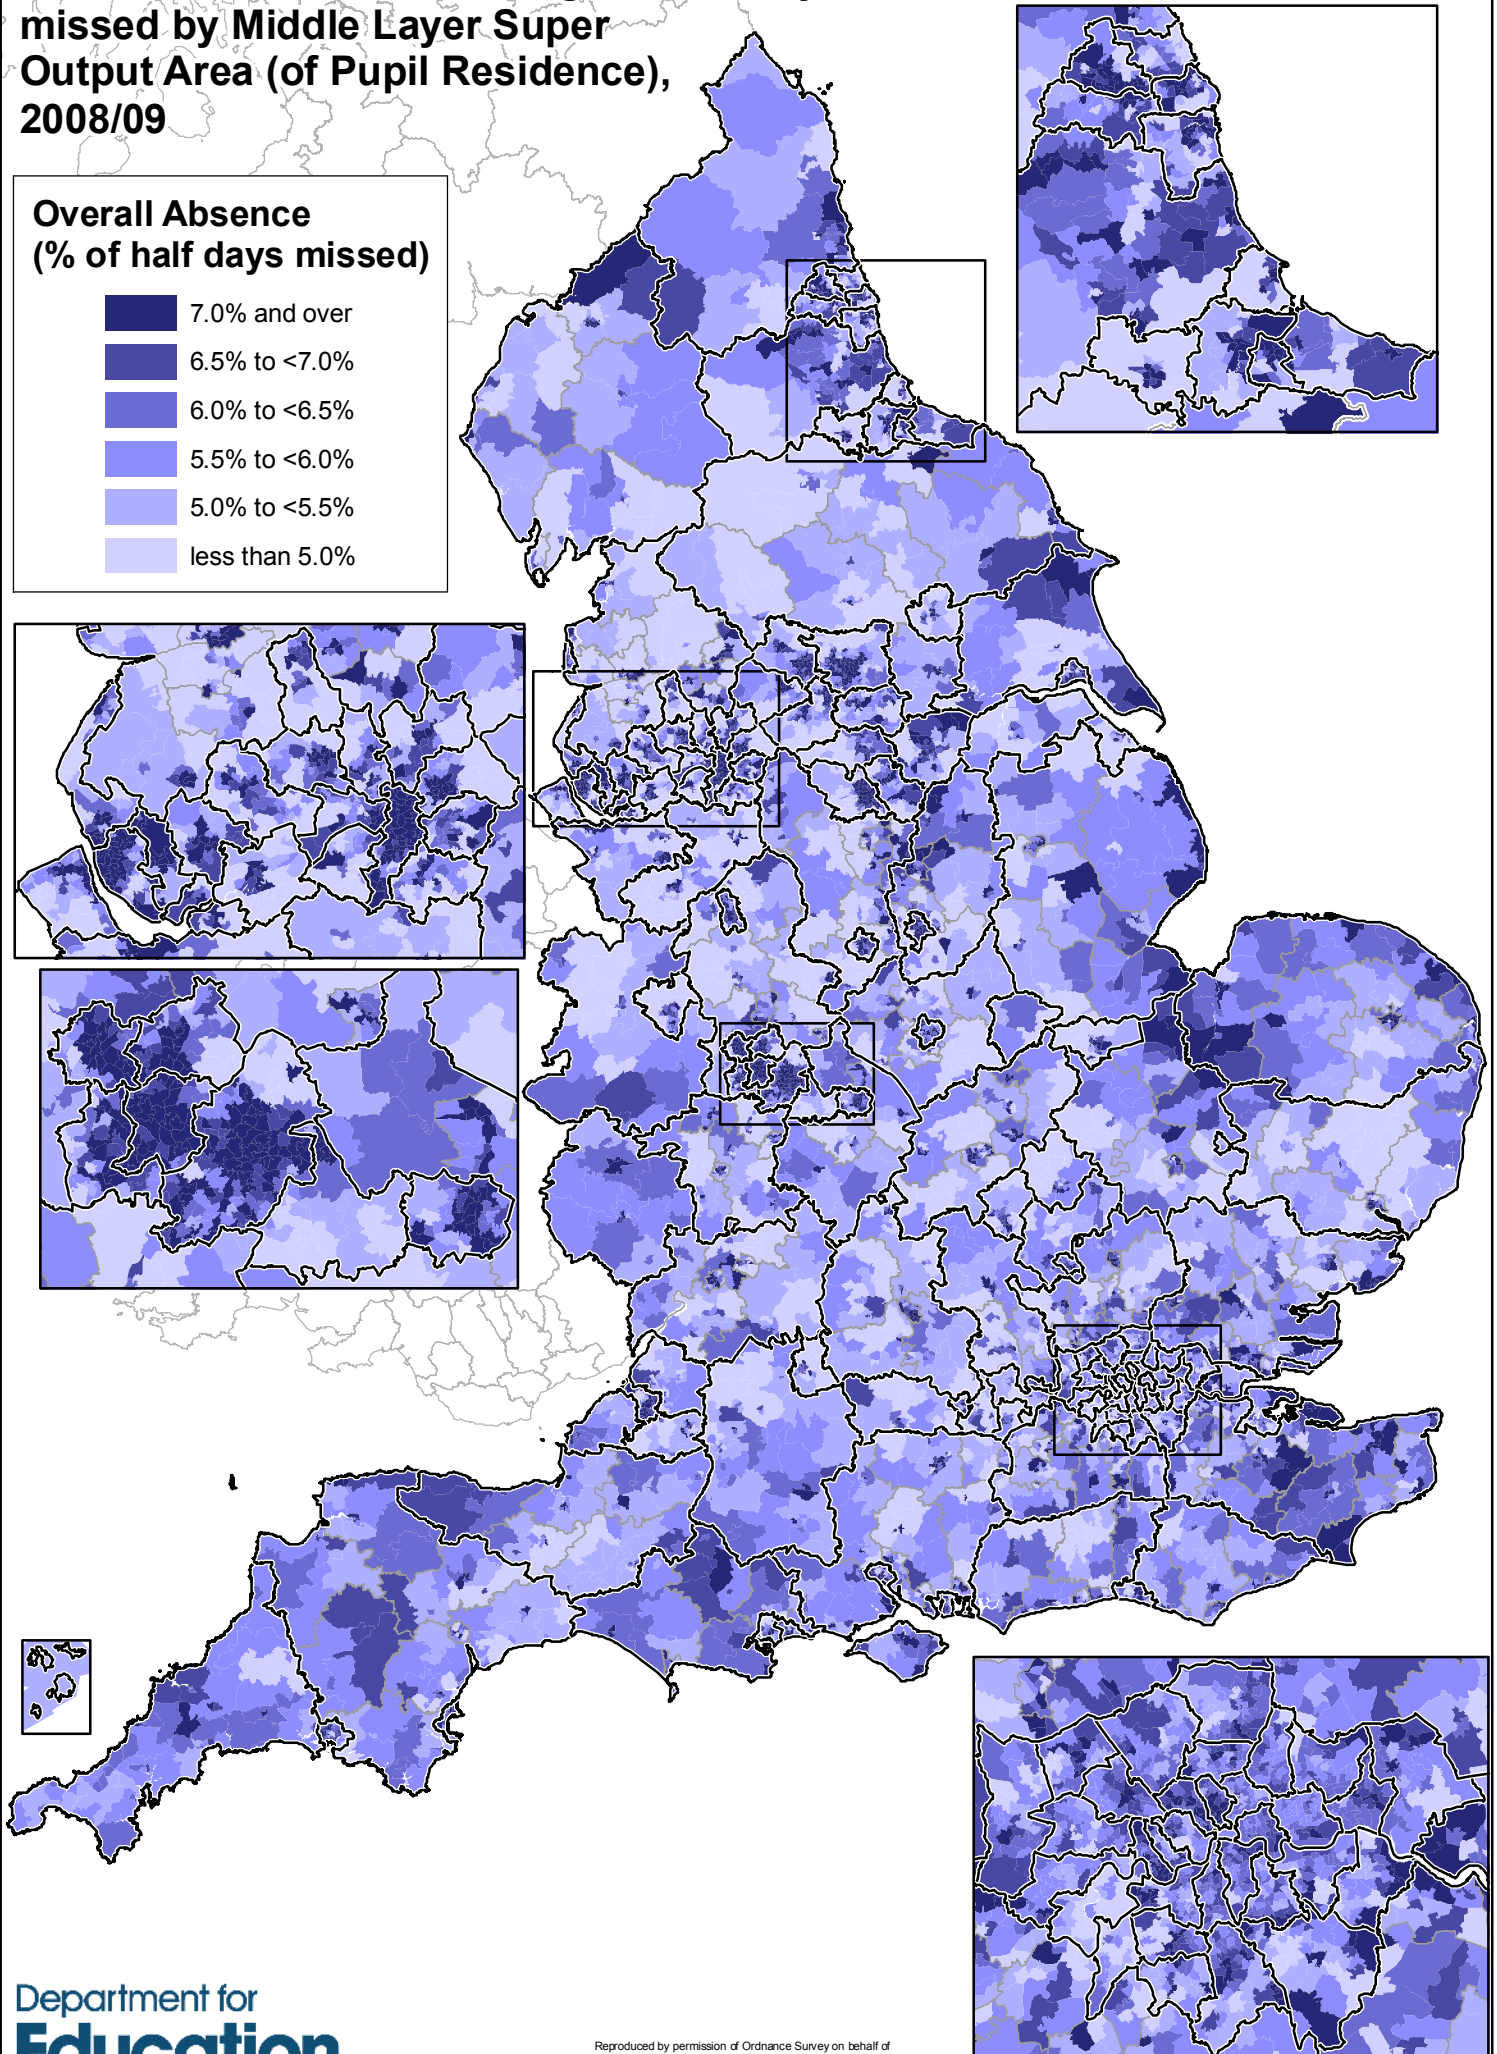 missed by Middle Layer Super
Output Area (of Pupil Residence),
2008/09
Overall Absence
(% of half days missed)
7.0% and over
6.5% to <7.0%
6.0% to <6.5%
5.5% to <6.0%
5.0% to <5.5%
less than 5.0%
Department for
Education
Reproduced by permission of Ordnance Survey on behalf of